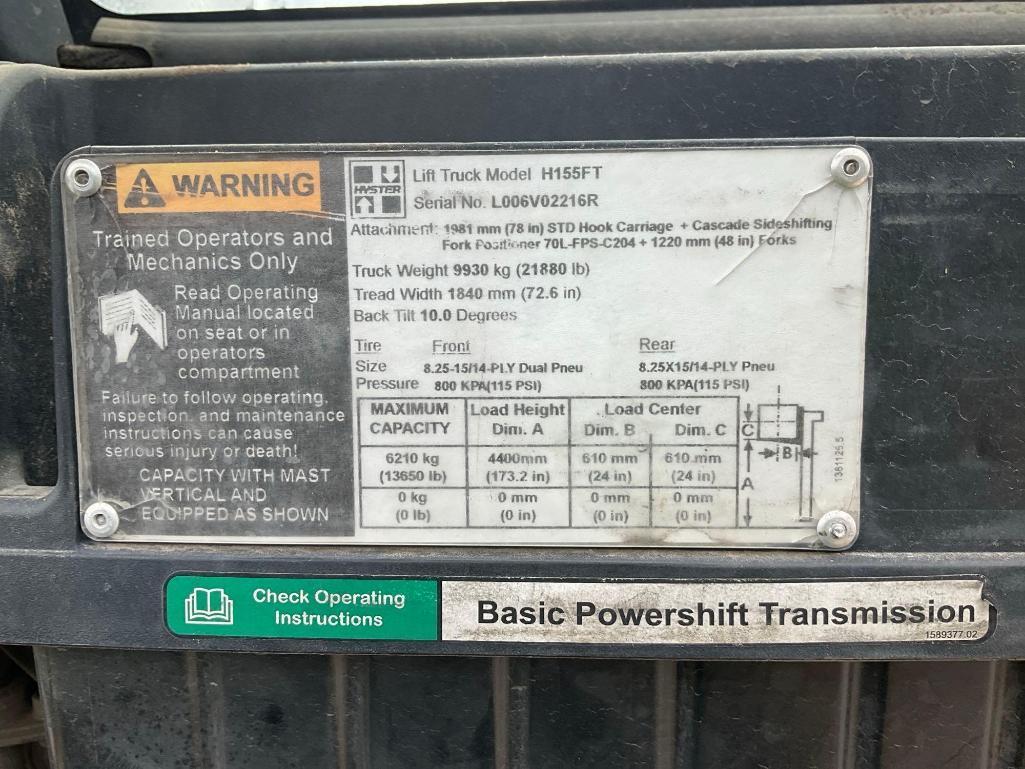 WARNING
Trained Operators and
Mechanics Only
Read Operating
Manual located
on seat or in
operators
compartment
Failure to follow operating,
inspection, and maintenance
instructions can cause
serious injury or death!
CAPACITY WITH MAST
VERTICAL AND
EQUIPPED AS SHOWN
HYSTER
Lift Truck Model H155FT
Serial No. L006V02216R
Attachment: 1981 mm (78 in) STD Hook Carriage + Cascade Sideshifting
Fork Positioner 70L-FPS-C204 + 1220 mm (48 in) Forks
Truck Weight 9930 kg (21880 lb)
Tread Width 1840 mm (72.6 in)
Back Tilt 10.0 Degrees
Tire Front Rear
Size 8.25-15/14-PLY Dual Pneu 8.25X15/14-PLY Pneu
Pressure 800 KPA(115 PSI) 800 KPA(115 PSI)
MAXIMUM Load Height Load Center
CAPACITY Dim. A Dim. B Dim. C
6210 kg 4400mm 610 mm 610 mm
(13650 lb) (173.2 in) (24 in) (24 in)
0 kg 0 mm 0 mm 0 mm
(0 lb) (0 in) (0 in) (0 in)
C
B
A
1361125.5
Check Operating
Instructions
Basic Powershift Transmission
1589377.02